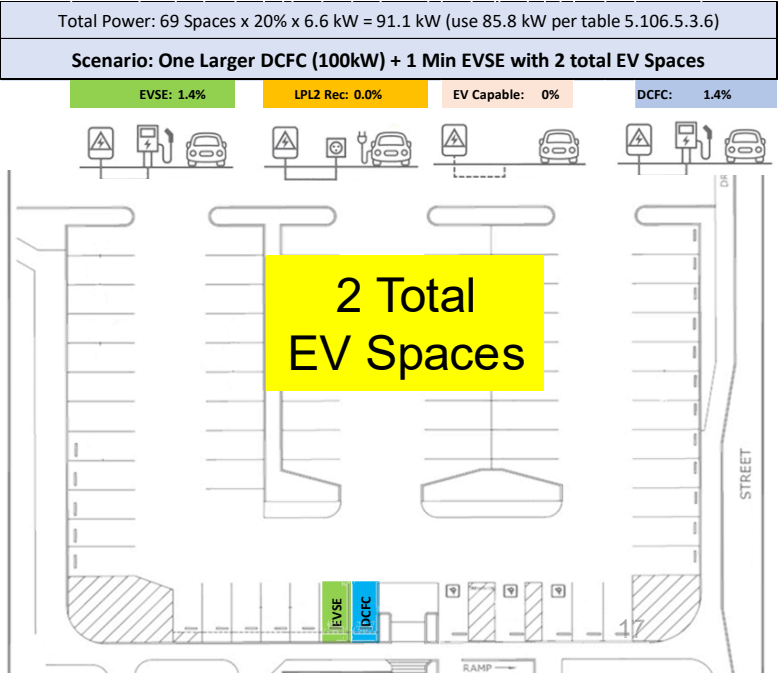 Total Power: 69 Spaces x 20% x 6.6 kW = 91.1 kW (use 85.8 kW per table 5.106.5.3.6)
Scenario: One Larger DCFC (100kW) + 1 Min EVSE with 2 total EV Spaces
EVSE: 1.4%
LPL2 Rec: 0.0%
EV Capable: 0%
DCFC: 1.4%
DR
2 Total
EV Spaces
STREET
EVSE
DCFC
17
RAMP